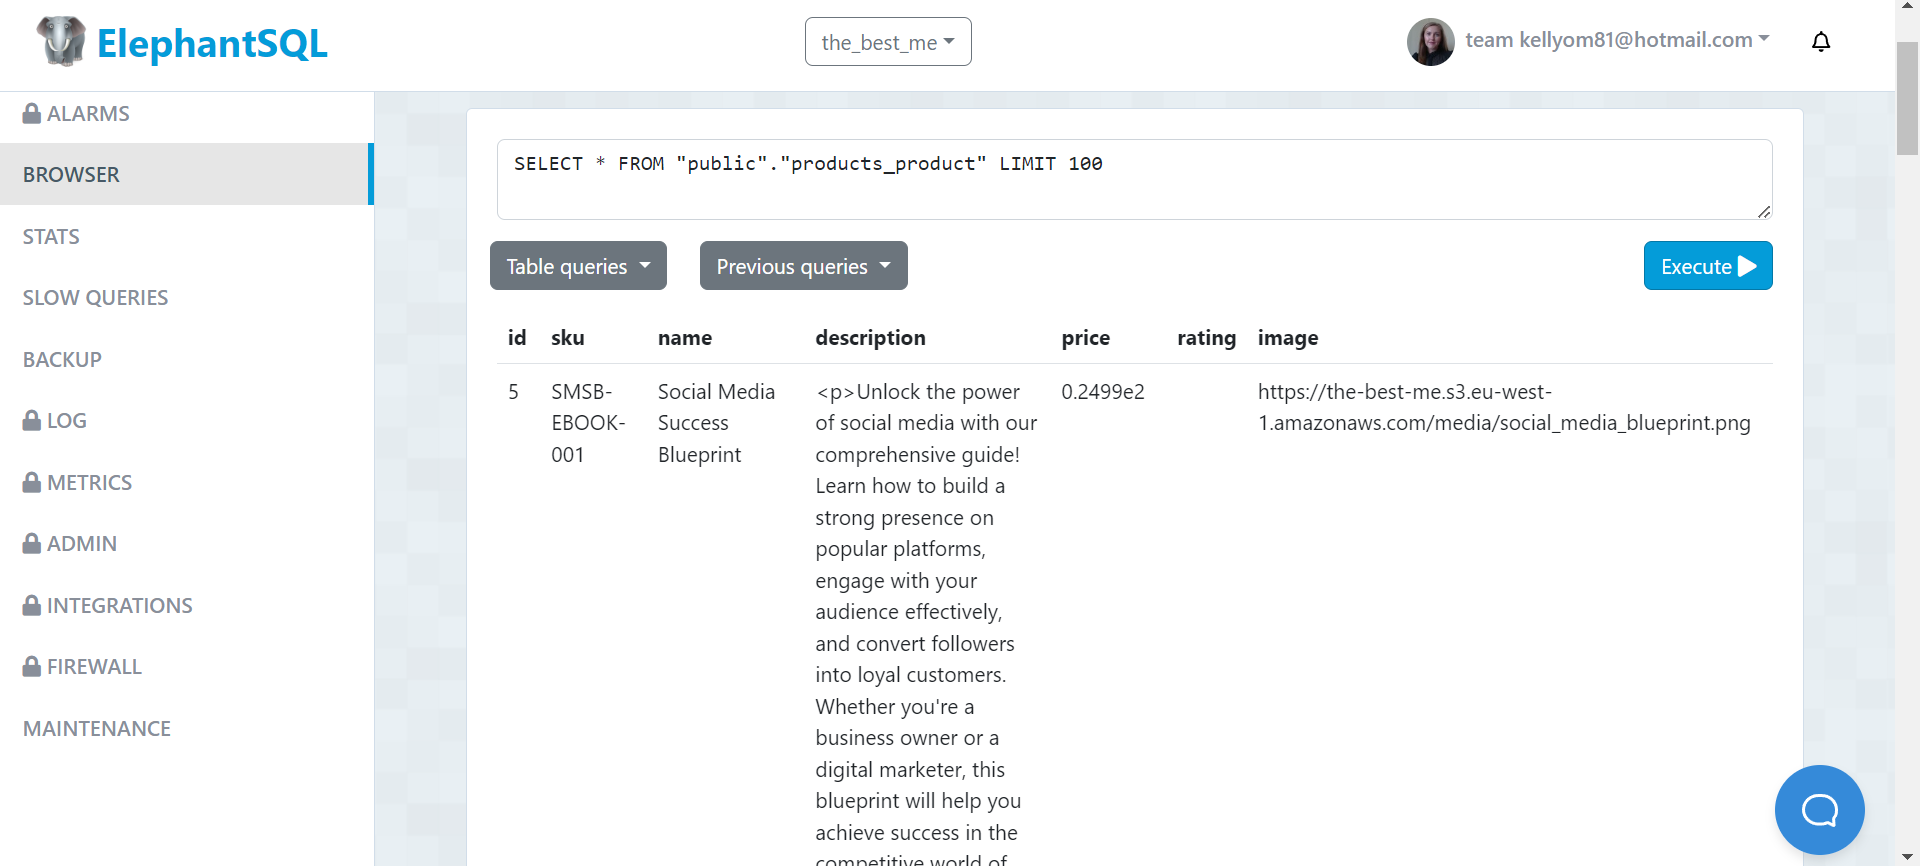 ElephantSQL
the_best_me
team kellyom81@hotmail.com
ALARMS
BROWSER
STATS
SLOW QUERIES
BACKUP
LOG
METRICS
ADMIN
INTEGRATIONS
FIREWALL
MAINTENANCE
SELECT * FROM "public"."products_product" LIMIT 100
Table queries
Previous queries
Execute
id sku name description price rating image
5
SMSB-
EBOOK-
001
Social Media
Success
Blueprint
<p>Unlock the power
of social media with our
comprehensive guide!
Learn how to build a
strong presence on
popular platforms,
engage with your
audience effectively,
and convert followers
into loyal customers.
Whether you're a
business owner or a
digital marketer, this
blueprint will help you
achieve success in the
competitive world of
0.2499e2
https://the-best-me.s3.eu-west-
1.amazonaws.com/media/social_media_blueprint.png